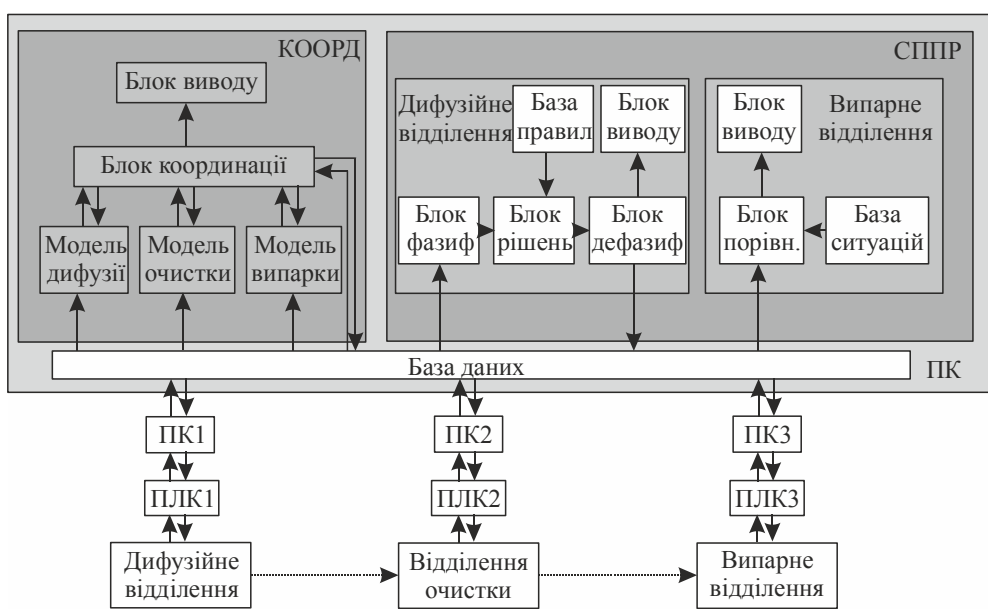 КООРД
Блок виводу
Блок координації
Модель
дифузії
Модель
очистки
Модель
випарки
СППР
Дифузійне
відділення
База
правил
Блок
виводу
Блок
фазиф
Блок
рішень
Блок
дефазиф
Блок
виводу
Випарне
відділення
Блок
порівн.
База
ситуацій
База даних
ПК
ПК1
ПК2
ПК3
ПЛК1
ПЛК2
ПЛК3
Дифузійне
відділення
Відділення
очистки
Випарне
відділення